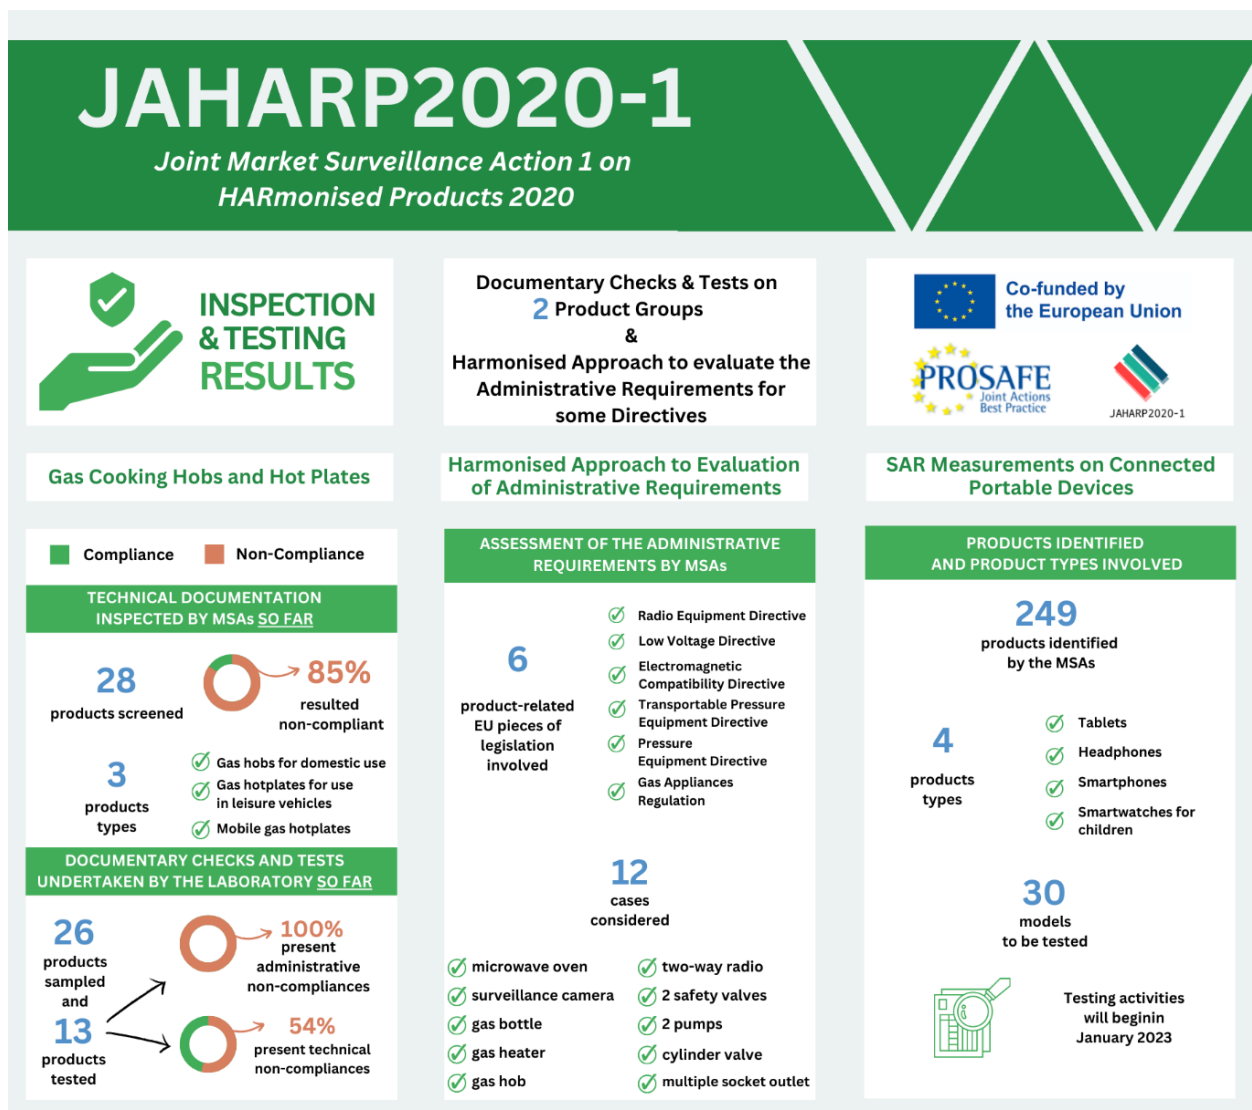 JAHARP2020-1
Joint Market Surveillance Action 1 on
HARmonised Products 2020
INSPECTION
& TESTING
RESULTS
Documentary Checks & Tests on
2 Product Groups
&
Harmonised Approach to evaluate the
Administrative Requirements for
some Directives
Co-funded by
the European Union
PROSAFE
Joint Actions
Best Practice
JAHARP2020-1
Gas Cooking Hobs and Hot Plates
Compliance
Non-Compliance
TECHNICAL DOCUMENTATION
INSPECTED BY MSAs SO FAR
28
products screened
85%
resulted
non-compliant
3
products
types
Gas hobs for domestic use
Gas hotplates for use
in leisure vehicles
Mobile gas hotplates
DOCUMENTARY CHECKS AND TESTS
UNDERTAKEN BY THE LABORATORY SO FAR
26
products
sampled
and
13
products
tested
100%
present
administrative
non-compliances
54%
present technical
non-compliances
Harmonised Approach to Evaluation
of Administrative Requirements
ASSESSMENT OF THE ADMINISTRATIVE
REQUIREMENTS BY MSAs
6
product-related
EU pieces of
legislation
involved
Radio Equipment Directive
Low Voltage Directive
Electromagnetic
Compatibility Directive
Transportable Pressure
Equipment Directive
Pressure
Equipment Directive
Gas Appliances
Regulation
12
cases
considered
microwave oven
surveillance camera
gas bottle
gas heater
gas hob
two-way radio
2 safety valves
2 pumps
cylinder valve
multiple socket outlet
SAR Measurements on Connected
Portable Devices
PRODUCTS IDENTIFIED
AND PRODUCT TYPES INVOLVED
249
products identified
by the MSAs
4
products
types
Tablets
Headphones
Smartphones
Smartwatches for
children
30
models
to be tested
Testing activities
will beginin
January 2023